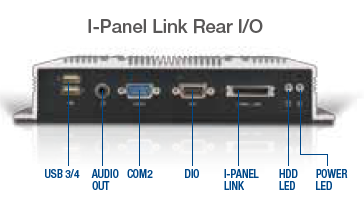 I-Panel Link Rear I/O
USB 3/4 AUDIO OUT COM2 DIO I-PANEL LINK HDD LED POWER LED